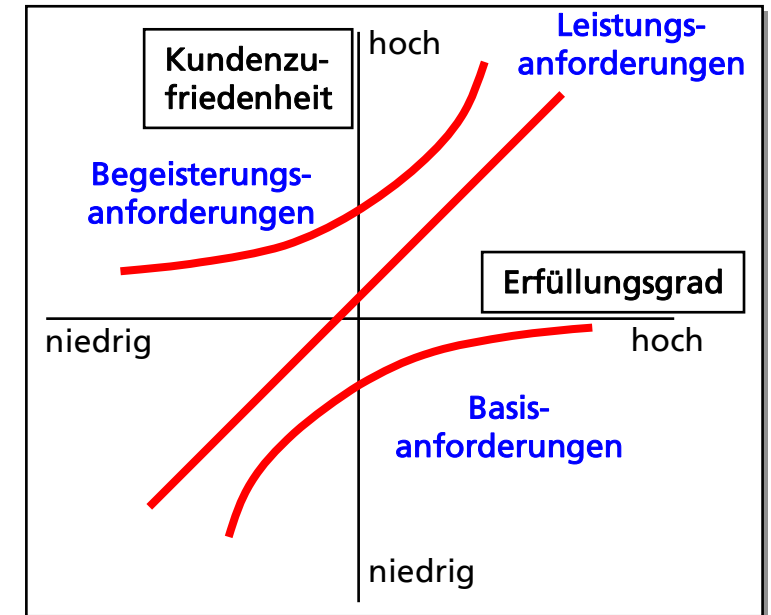 Leistungs-
anforderungen
hoch
Kundenzu-
friedenheit
Begeisterungs-
anforderungen
Erfüllungsgrad
niedrig
hoch
Basis-
anforderungen
niedrig